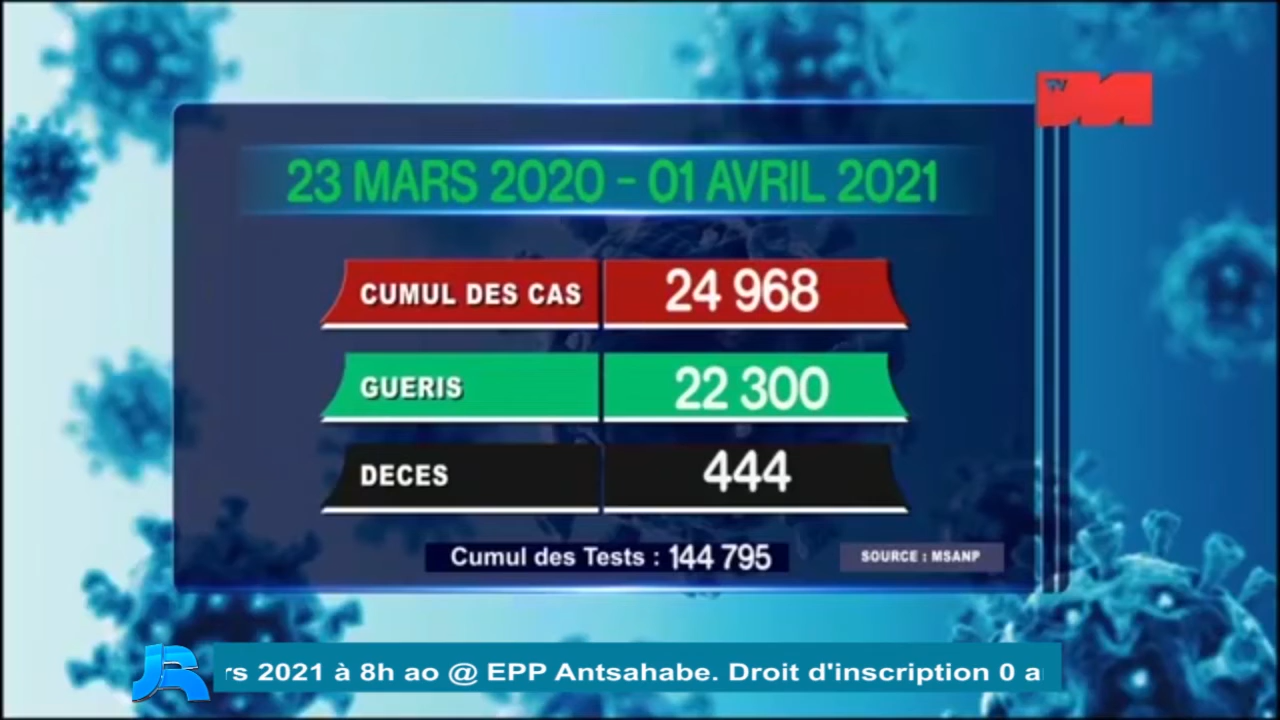 TV
23 MARS 2020 - 01 AVRIL 2021
CUMUL DES CAS 24 968
GUERIS 22 300
DECES 444
Cumul des Tests : 144 795
SOURCE : MSANP
rs 2021 à 8h ao @ EPP Antsahabe. Droit d'inscription 0 a